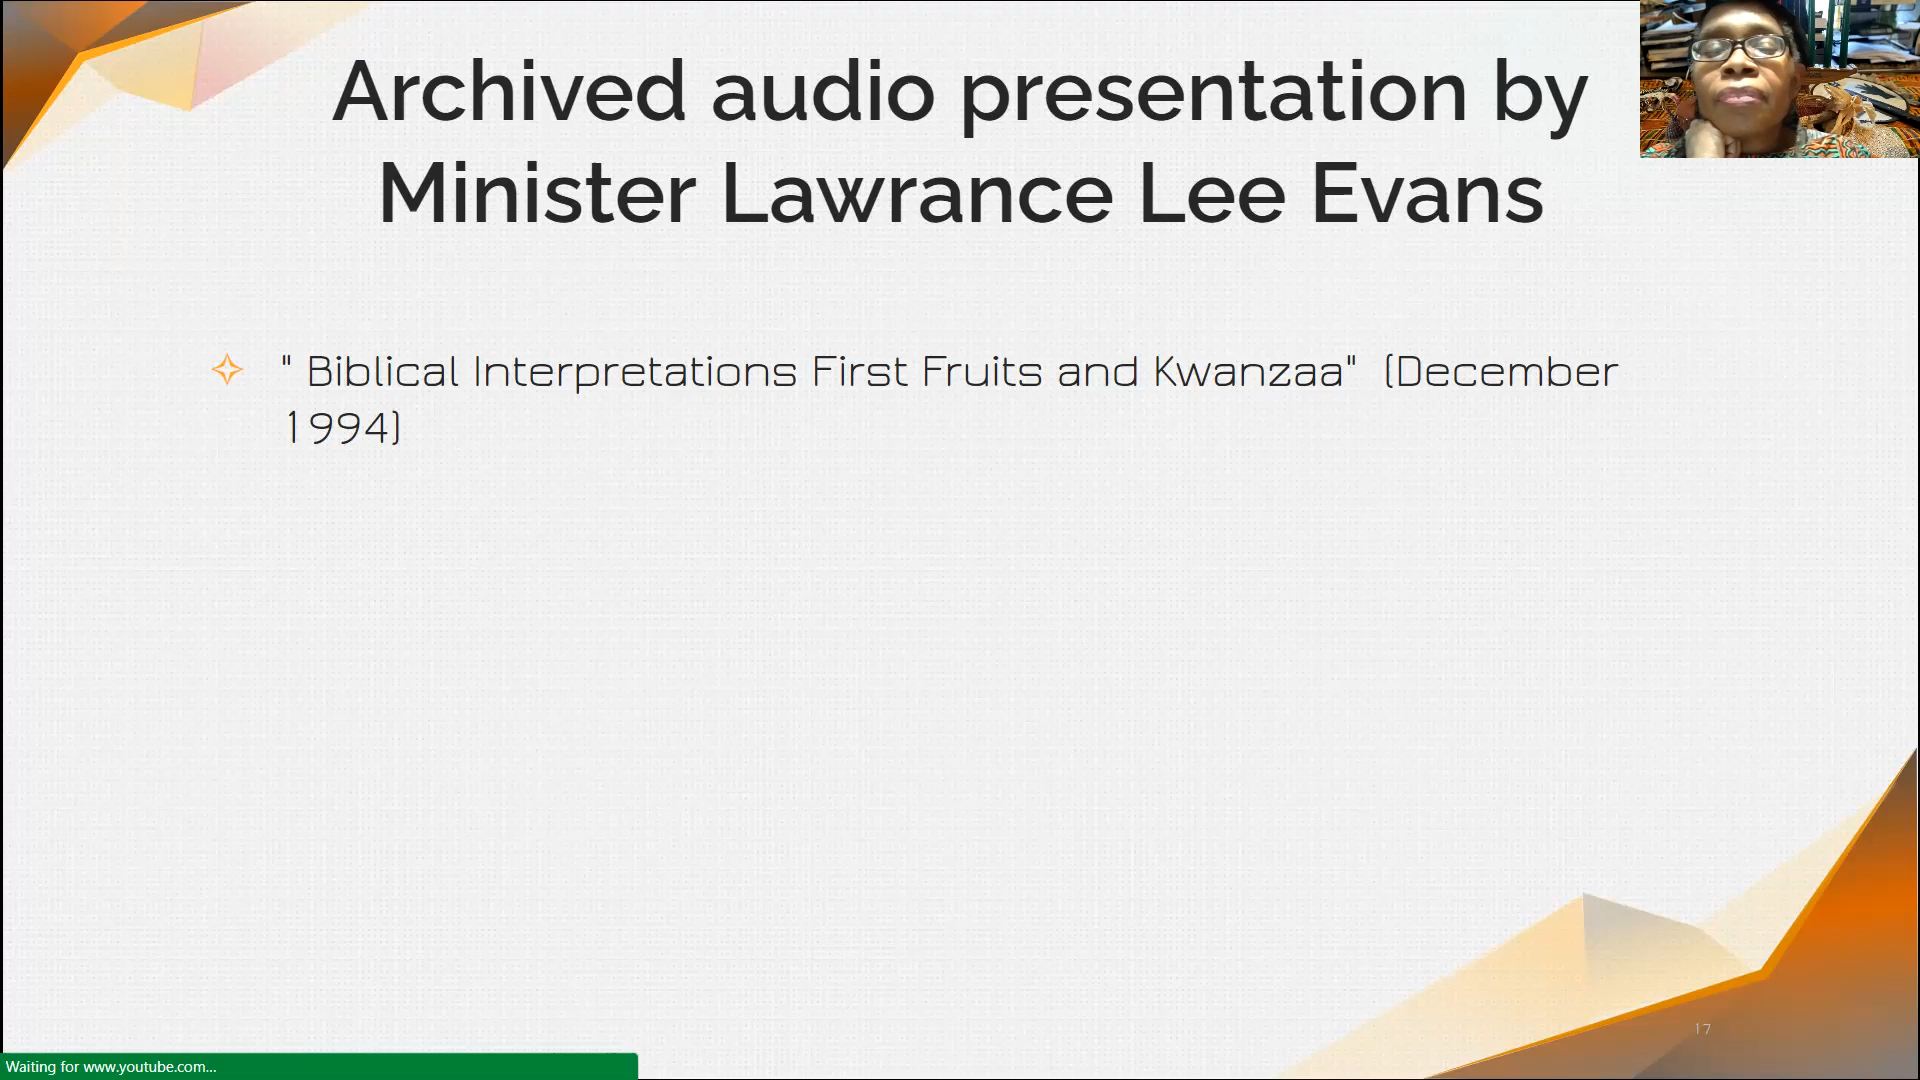 Archived audio presentation by
Minister Lawrance Lee Evans
" Biblical Interpretations First Fruits and Kwanzaa"  (December
1994)
17
Waiting for www.youtube.com...